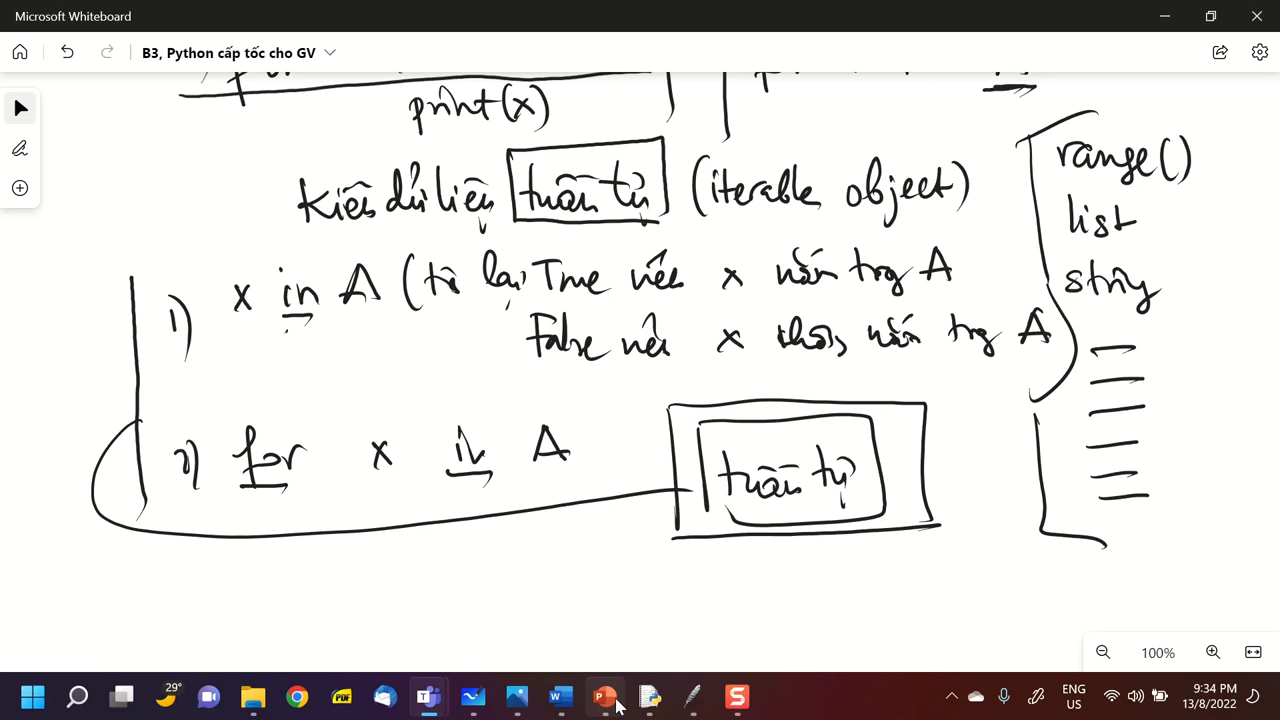 Microsoft Whiteboard
B3, Python cấp tốc cho GV
print(x)
Kiểu dữ liệu tuần tự (iterable object)
1) x in A (trả lại True nếu x nằm trong A
False nếu x không nằm trong A
2) for x in A
tuần tự
range()
list
string
100%
29°
ENG
US
9:34 PM
13/8/2022